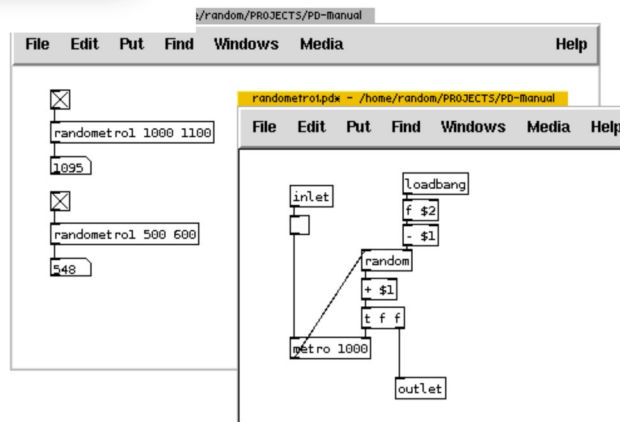 e/random/PROJECTS/PD-Manual
File Edit Put Find Windows Media Help
randometro1 1000 1100
1095
randometro1 500 600
548
randometro1.pd* - /home/random/PROJECTS/PD-Manual
File Edit Put Find Windows Media Help
loadbang
inlet
f $2
- $1
random
+ $1
t f f
metro 1000
outlet